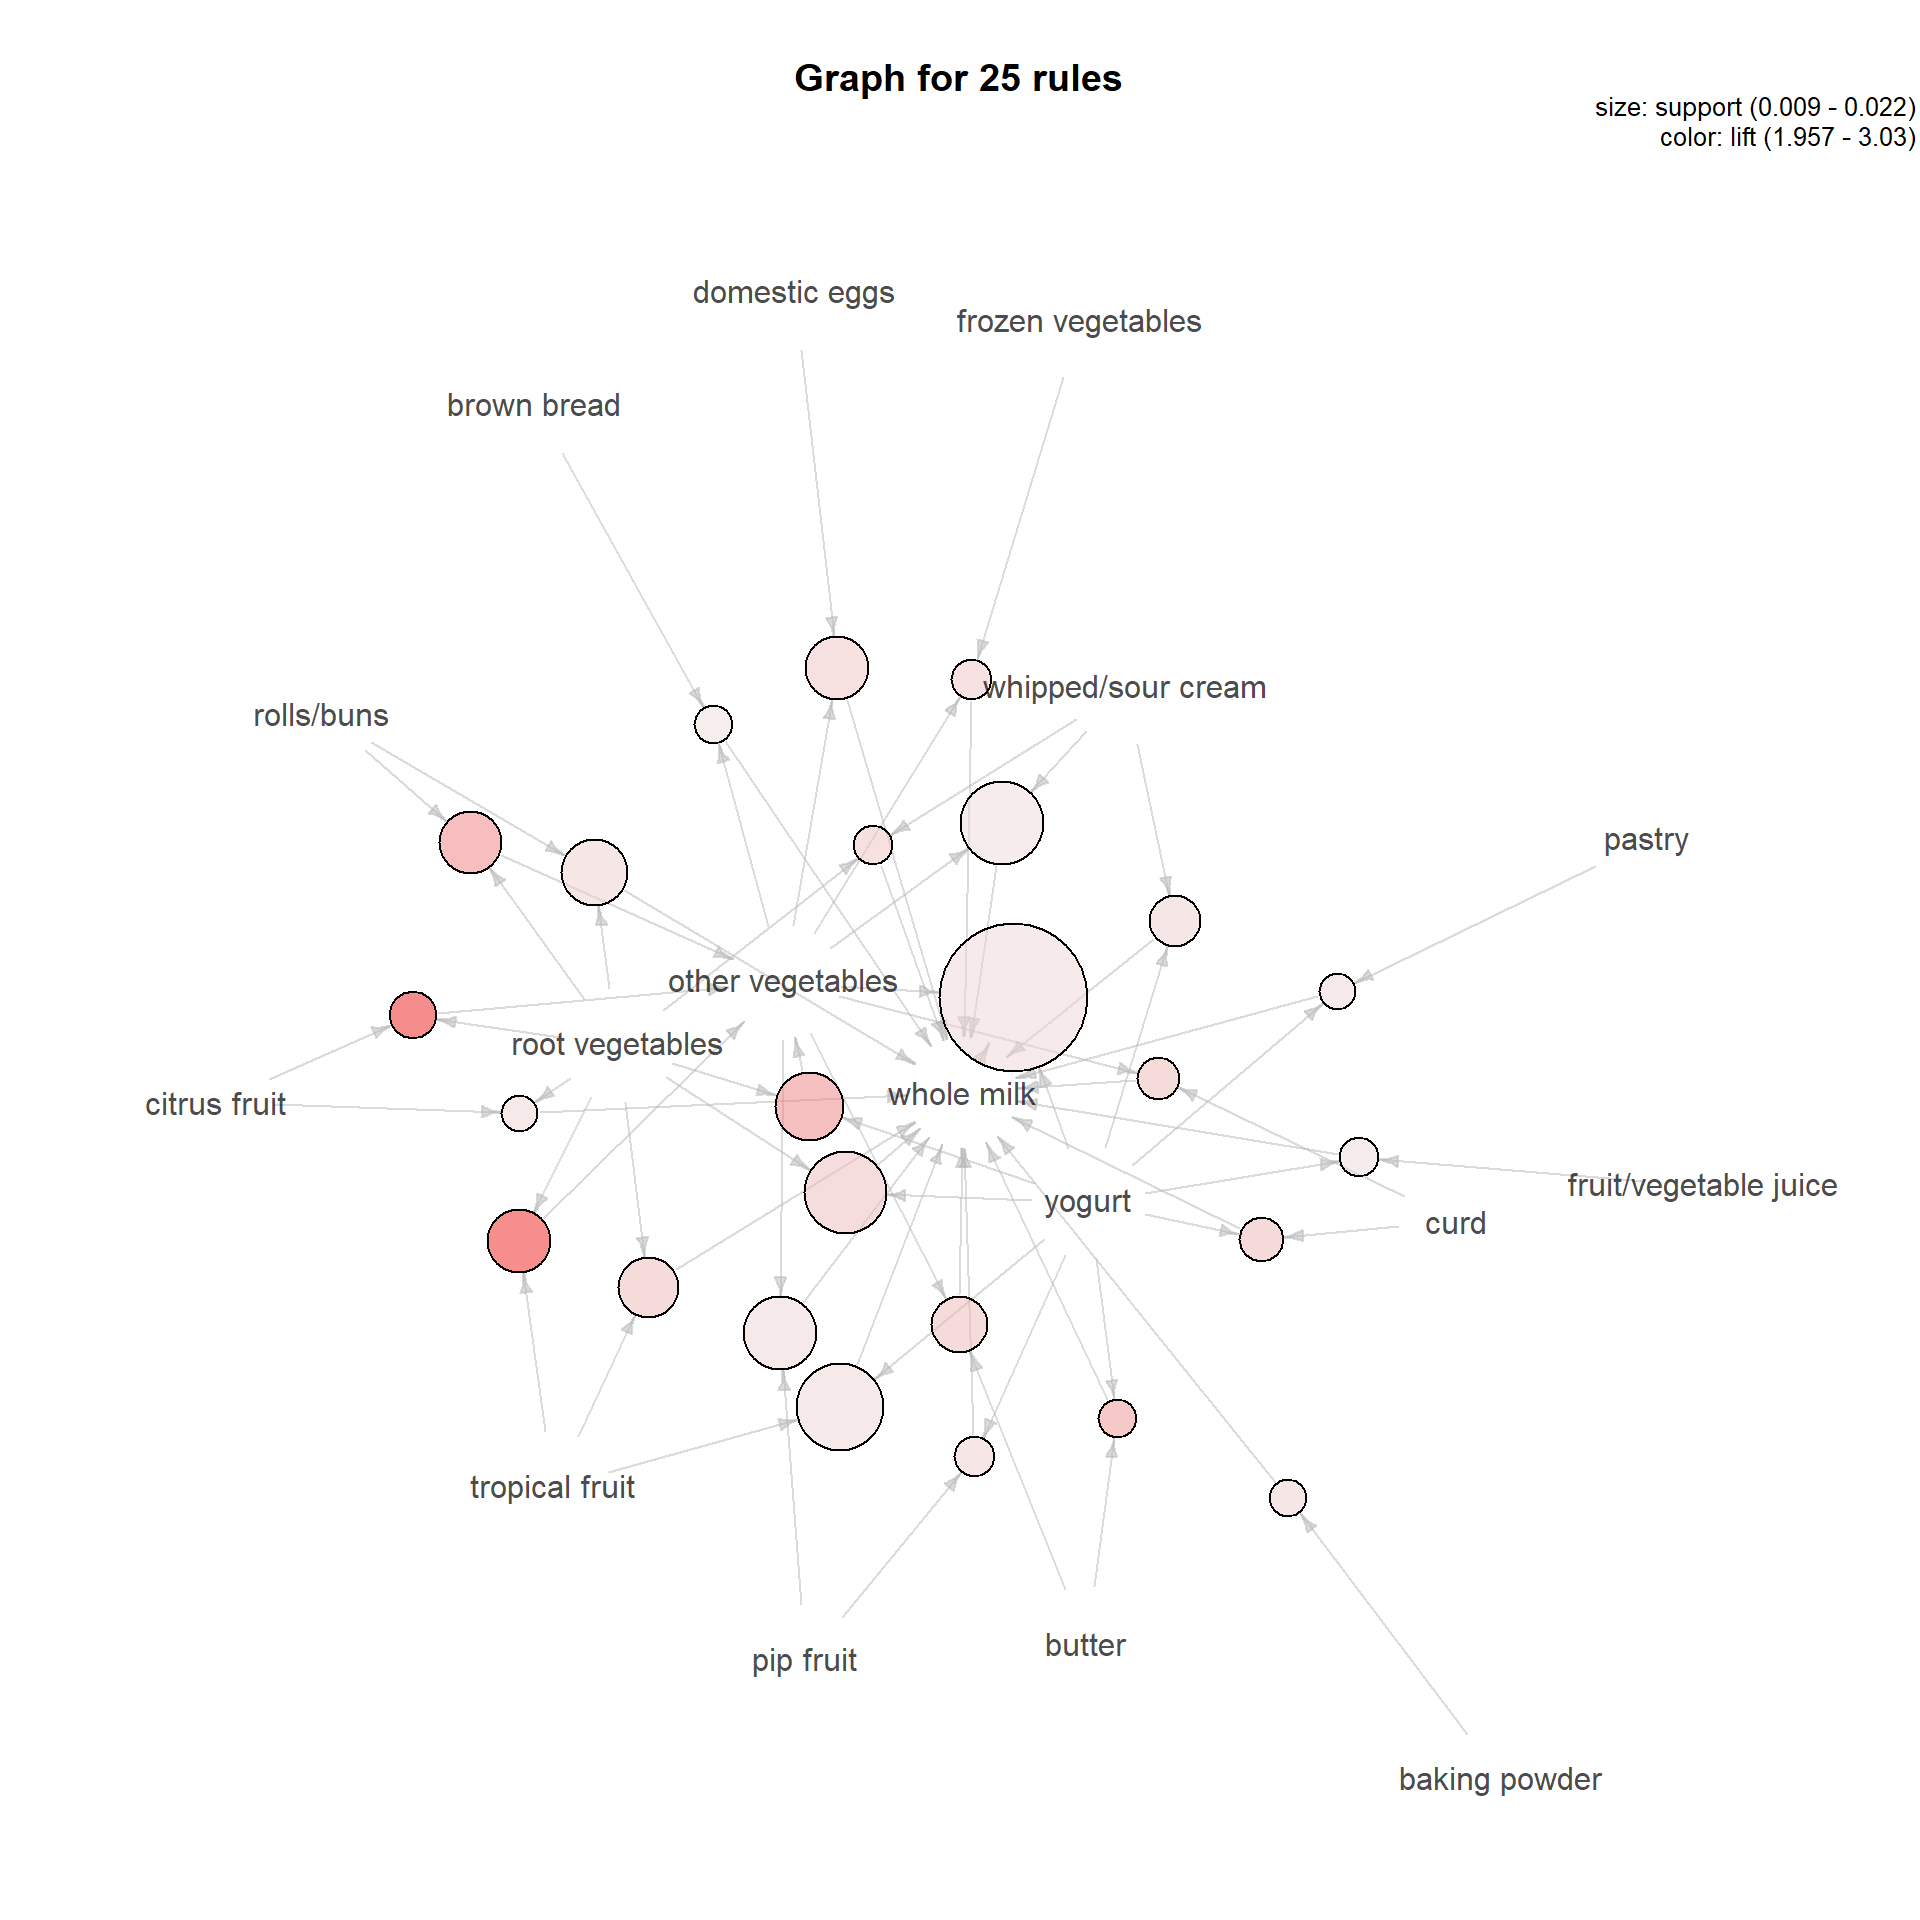 Graph for 25 rules
size: support (0.009 - 0.022)
color: lift (1.957 - 3.03)
domestic eggs
frozen vegetables
brown bread
whipped/sour cream
rolls/buns
pastry
other vegetables
root vegetables
whole milk
citrus fruit
fruit/vegetable juice
yogurt
curd
tropical fruit
butter
pip fruit
baking powder